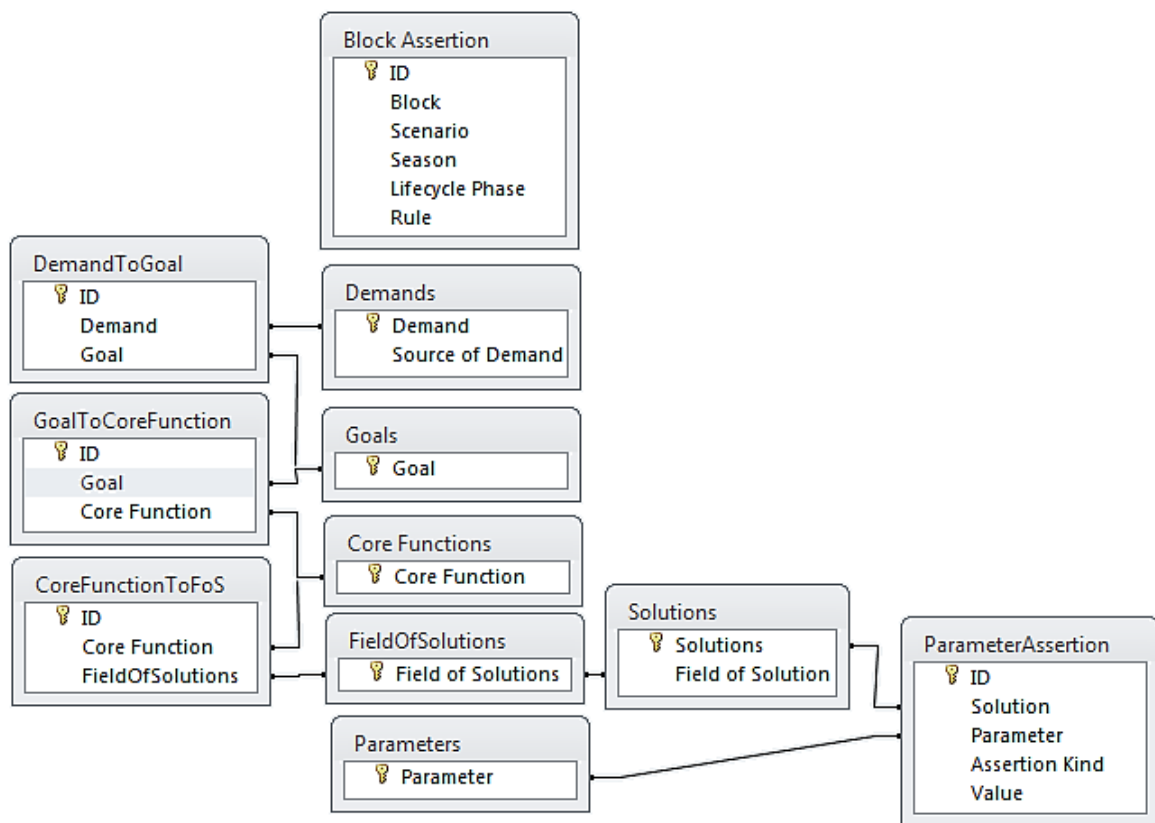 Block Assertion
ID
Block
Scenario
Season
Lifecycle Phase
Rule
DemandToGoal
ID
Demand
Goal
Demands
Demand
Source of Demand
GoalToCoreFunction
ID
Goal
Core Function
Goals
Goal
Core Functions
Core Function
CoreFunctionToFoS
ID
Core Function
FieldOfSolutions
FieldOfSolutions
Field of Solutions
Solutions
Solutions
Field of Solution
ParameterAssertion
ID
Solution
Parameter
Assertion Kind
Value
Parameters
Parameter